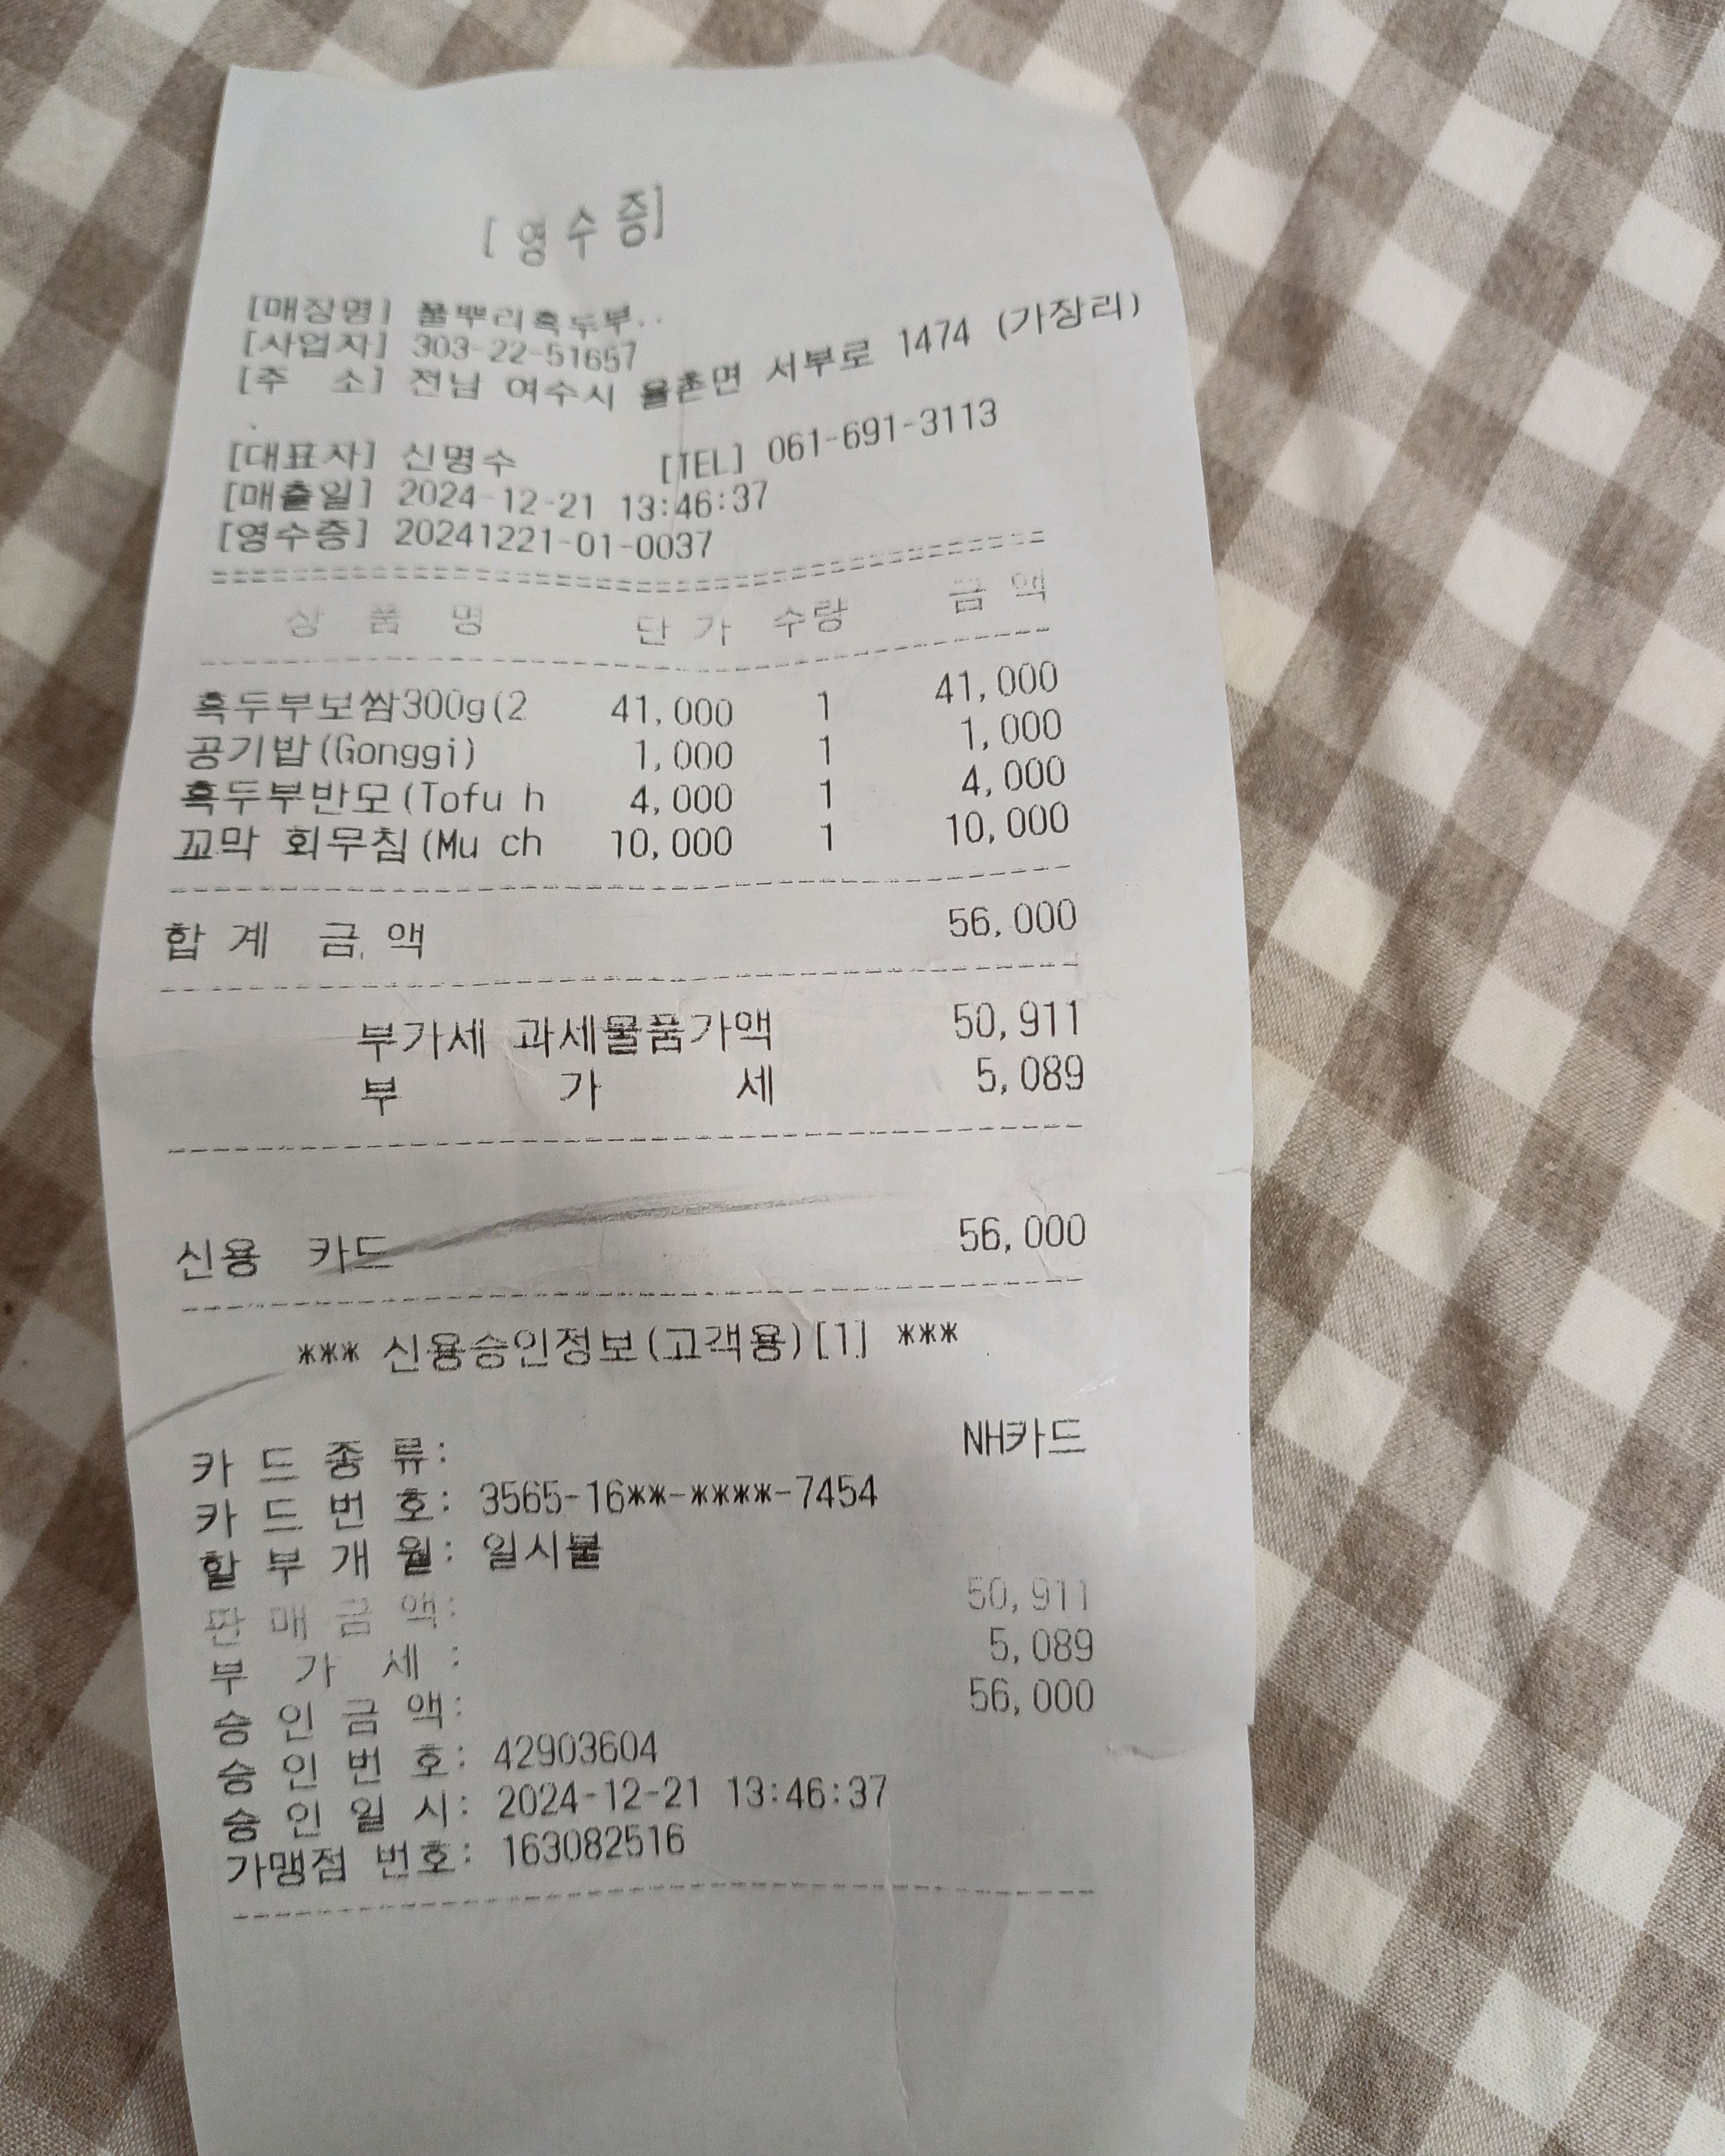 [영수증]
[매장명] 물뿌리흑두부..
[사업자] 303-22-51657
[주 소] 전남 여수시 율촌면 서부로 1474 (가장리)
[대표자] 신명수 [TEL] 061-691-3113
[매출일] 2024-12-21 13:46:37
[영수증] 20241221-01-0037
상 품 명 단 가 수량 금 액
흑두부보쌈300g(2 41,000 1 41,000
공기밥(Gonggi) 1,000 1 1,000
흑두부반모(Tofu h 4,000 1 4,000
꼬막 회무침(Mu ch 10,000 1 10,000
합 계 금 액 56,000
부가세 과세물품가액 50,911
부 가 세 5,089
신용 카드 56,000
*** 신용승인정보(고객용)[1] ***
카 드 종 류: NH카드
카 드 번 호: 3565-16**-****-7454
할 부 개 월: 일시불
판 매 금 액: 50,911
부 가 세 : 5,089
승 인 금 액: 56,000
승 인 번 호: 42903604
승 인 일 시: 2024-12-21 13:46:37
가맹점 번호: 163082516